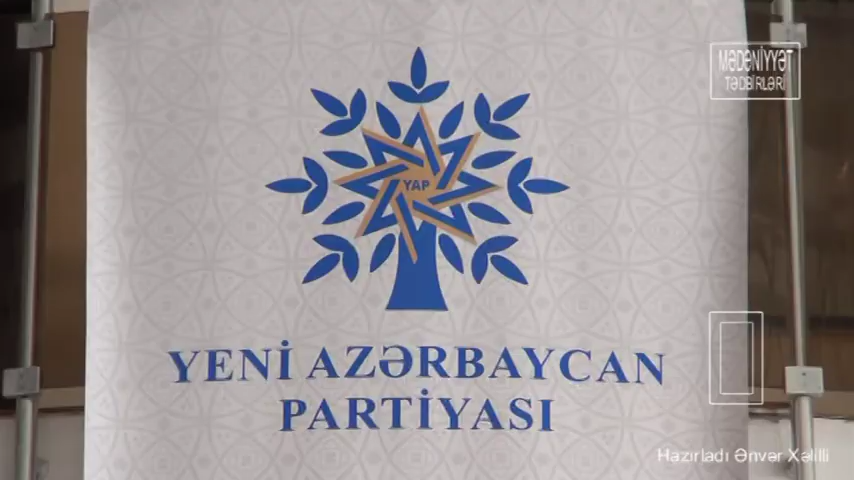 MƏDƏNİYYƏT
TƏDBİRLƏRİ
YAP
YENİ AZƏRBAYCAN
PARTİYASI
Hazırladı Ənvər Xəlilli